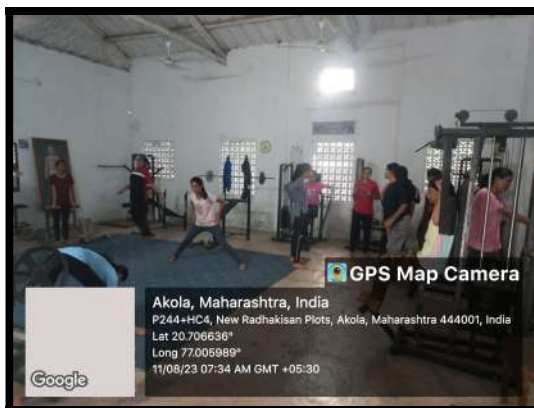 GPS Map Camera
Akola, Maharashtra, India
P244+HC4, New Radhakisan Plots, Akola, Maharashtra 444001, India
Lat 20.706636°
Long 77.005989°
11/08/23 07:34 AM GMT +05:30
Google